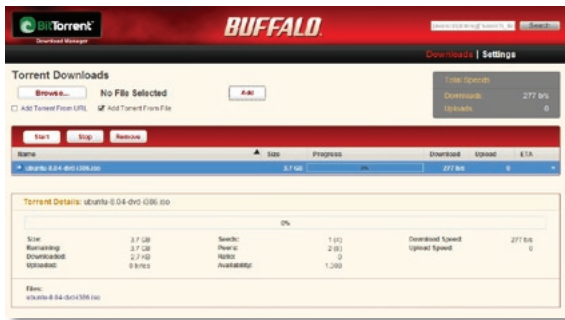 BitTorrent
Download Manager
BUFFALO
Search
Downloads | Settings
Torrent Downloads
Browse... No File Selected Add
Add Torrent From URL Add Torrent From File
Total Speeds
Downloads: 277 b/s
Uploads: 0
Start Stop Remove
Name Size Progress Download Upload ETA
ubuntu-8.04-dvd-i386.iso 3.7 GB 0% 277 b/s 0
Torrent Details: ubuntu-8.04-dvd-i386.iso
0%
Size: 3.7 GB Seeds: 1 (4) Download Speed: 277 b/s
Remaining: 3.7 GB Peers: 2 (8) Upload Speed: 0
Downloaded: 2.7 KB Ratio: 0
Uploaded: 0 bytes Availability:
Files:
ubuntu-8.04-dvd-i386.iso